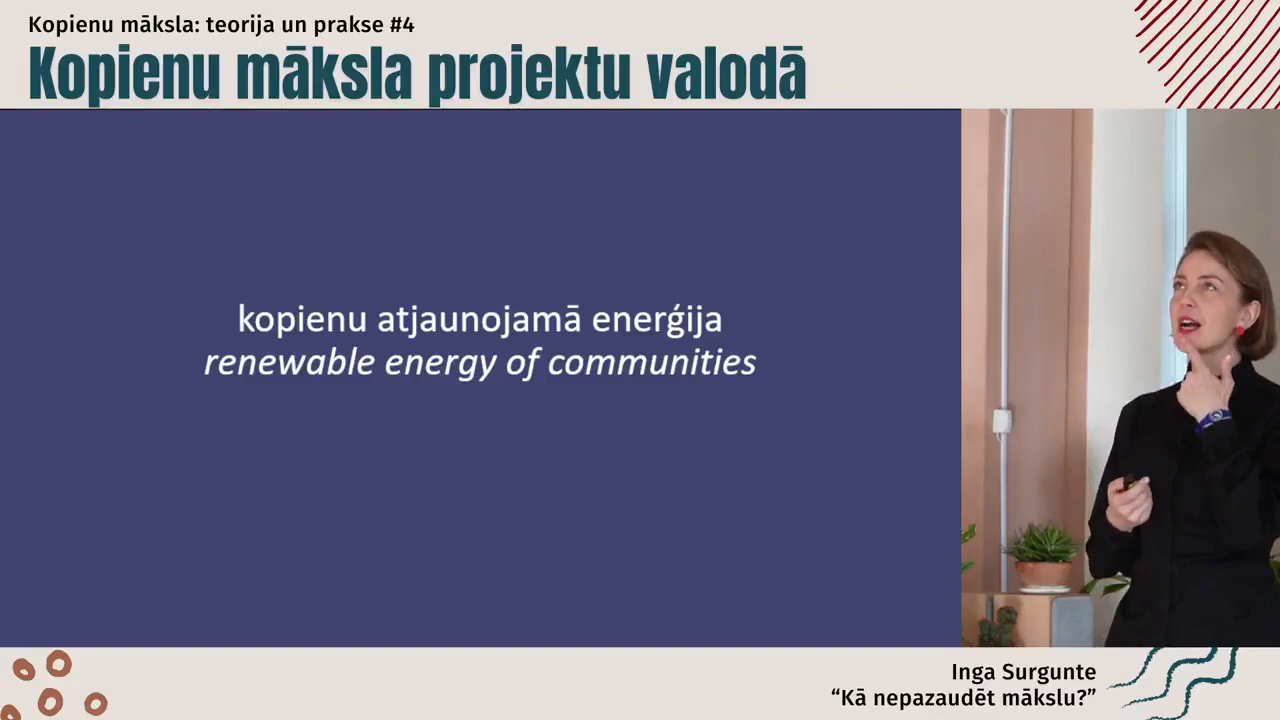 Kopienu māksla: teorija un prakse #4
Kopienu māksla projektu valodā
kopienu atjaunojamā enerģija
renewable energy of communities
Inga Surgunte
“Kā nepazaudēt mākslu?”